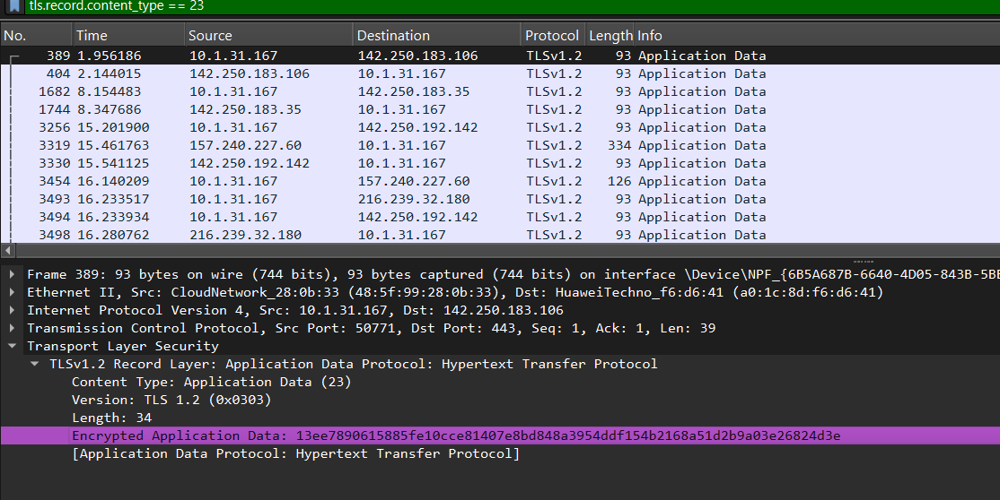 tls.record.content_type == 23
No. Time Source Destination Protocol Length Info
389 1.956186 10.1.31.167 142.250.183.106 TLSv1.2 93 Application Data
404 2.144015 142.250.183.106 10.1.31.167 TLSv1.2 93 Application Data
1682 8.154483 10.1.31.167 142.250.183.35 TLSv1.2 93 Application Data
1744 8.347686 142.250.183.35 10.1.31.167 TLSv1.2 93 Application Data
3256 15.201900 10.1.31.167 142.250.192.142 TLSv1.2 93 Application Data
3319 15.461763 157.240.227.60 10.1.31.167 TLSv1.2 334 Application Data
3330 15.541125 142.250.192.142 10.1.31.167 TLSv1.2 93 Application Data
3454 16.140209 10.1.31.167 157.240.227.60 TLSv1.2 126 Application Data
3493 16.233517 10.1.31.167 216.239.32.180 TLSv1.2 93 Application Data
3494 16.233934 10.1.31.167 142.250.192.142 TLSv1.2 93 Application Data
3498 16.280762 216.239.32.180 10.1.31.167 TLSv1.2 93 Application Data
Frame 389: 93 bytes on wire (744 bits), 93 bytes captured (744 bits) on interface \Device\NPF_{6B5A687B-6640-4D05-843B-5BE
Ethernet II, Src: CloudNetwork_28:0b:33 (48:5f:99:28:0b:33), Dst: HuaweiTechno_f6:d6:41 (a0:1c:8d:f6:d6:41)
Internet Protocol Version 4, Src: 10.1.31.167, Dst: 142.250.183.106
Transmission Control Protocol, Src Port: 50771, Dst Port: 443, Seq: 1, Ack: 1, Len: 39
Transport Layer Security
TLSv1.2 Record Layer: Application Data Protocol: Hypertext Transfer Protocol
Content Type: Application Data (23)
Version: TLS 1.2 (0x0303)
Length: 34
Encrypted Application Data: 13ee7890615885fe10cce81407e8bd848a3954ddf154b2168a51d2b9a03e26824d3e
[Application Data Protocol: Hypertext Transfer Protocol]